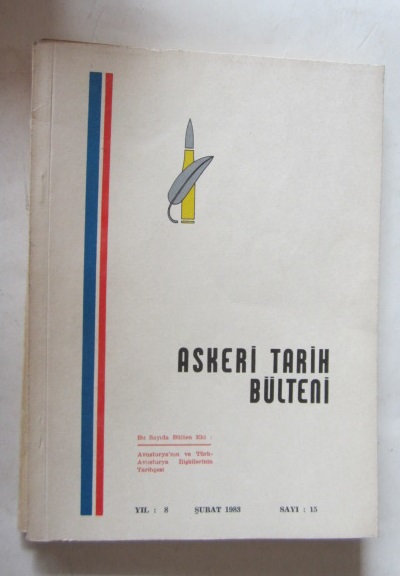 ASKERİ TARİH
BÜLTENİ
Bu Sayıda Bülten Eki :
Avusturya'nın ve Türk-
Avusturya İlişkilerinin
Tarihçesi
YIL : 8 ŞUBAT 1983 SAYI : 15